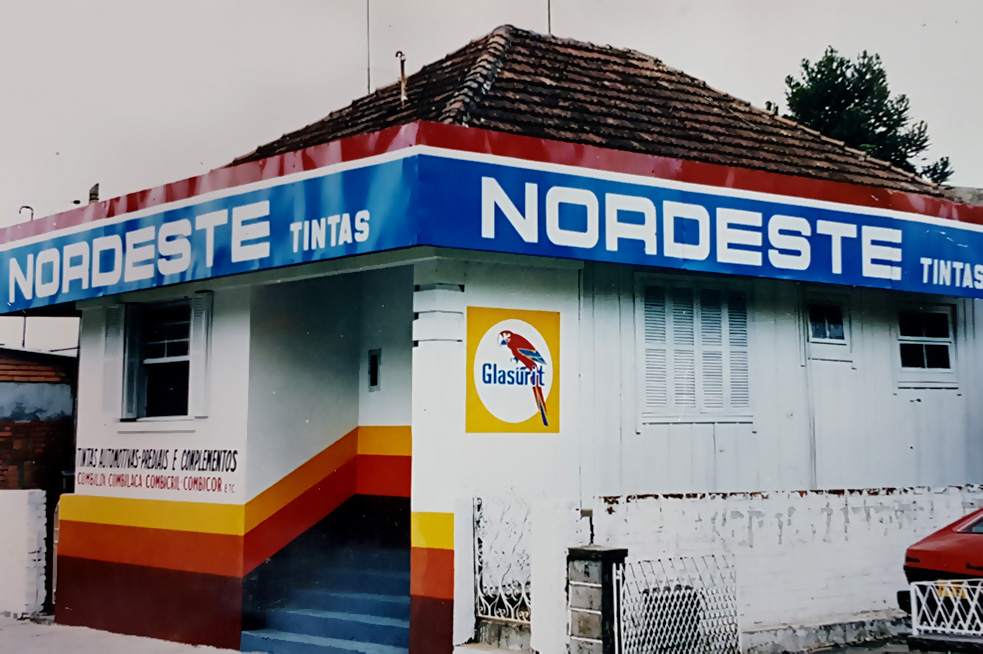 NORDESTE TINTAS
NORDESTE TINTAS
Glasurit
TINTAS AUTOMOTIVAS-PREDIAIS E COMPLEMENTOS
COMBILUX COMBILACA COMBICRIL-COMBICOR ETC